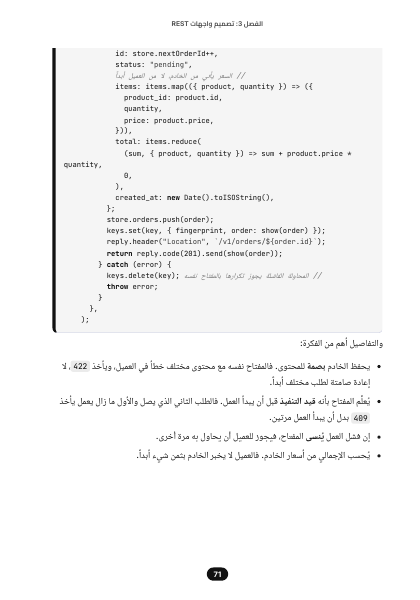 الفصل 3: تصميم واجهات REST
id: store.nextOrderId++,
status: "pending",
// السعر يأتي من الخادم، لا من العميل أبداً
items: items.map(({ product, quantity }) => ({
product_id: product.id,
quantity,
price: product.price,
})),
total: items.reduce(
(sum, { product, quantity }) => sum + product.price *
quantity,
0,
),
created_at: new Date().toISOString(),
};
store.orders.push(order);
keys.set(key, { fingerprint, order: show(order) });
reply.header("Location", `/v1/orders/${order.id}`);
return reply.code(201).send(show(order));
} catch (error) {
keys.delete(key); // المحاولة الفاشلة يجوز تكرارها بالمفتاح نفسه
throw error;
}
},
);
والتفاصيل أهم من الفكرة:
• يحفظ الخادم بصمة للمحتوى. فالمفتاح نفسه مع محتوى مختلف خطأ في العميل، ويأخذ 422 ، لا
إعادة صامتة لطلب مختلف أبداً.
• يُعلَّم المفتاح بأنه قيد التنفيذ قبل أن يبدأ العمل. فالطلب الثاني الذي يصل والأول ما زال يعمل يأخذ
409 بدل أن يبدأ العمل مرتين.
• إن فشل العمل يُنسى المفتاح، فيجوز للعميل أن يحاول به مرة أخرى.
• يُحسب الإجمالي من أسعار الخادم. فالعميل لا يخبر الخادم بثمن شيء أبداً.
71